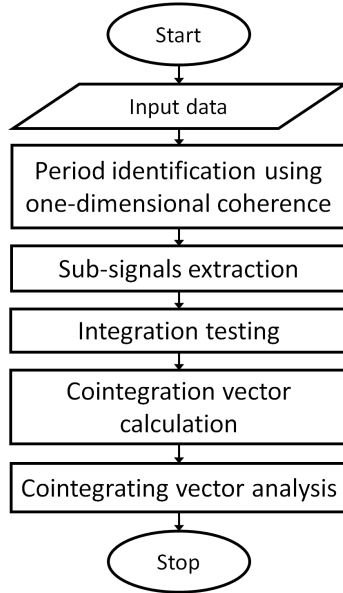 Start
Input data
Period identification using
one-dimensional coherence
Sub-signals extraction
Integration testing
Cointegration vector
calculation
Cointegrating vector analysis
Stop